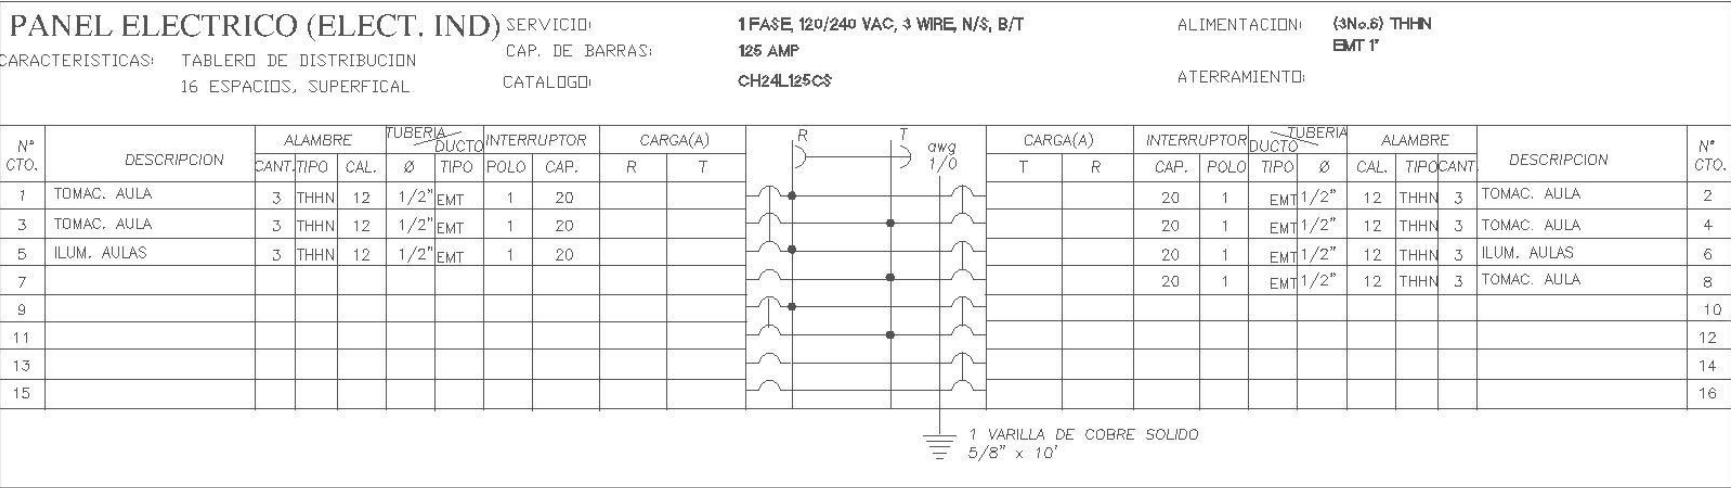 PANEL ELECTRICO (ELECT. IND)
CARACTERISTICAS: TABLERO DE DISTRIBUCION
16 ESPACIOS, SUPERFICAL
SERVICIO: 1 FASE, 120/240 VAC, 3 WIRE, N/S, B/T
CAP. DE BARRAS: 125 AMP
CATALOGO: CH24L125CS
ALIMENTACION: (3No.6) THHN
EMT 1"
ATERRAMIENTO:
N° CTO. DESCRIPCION ALAMBRE TUBERIA DUCTO INTERRUPTOR CARGA(A) R T awg 1/0 CARGA(A) INTERRUPTOR DUCTO TUBERIA ALAMBRE DESCRIPCION N° CTO.
CANT. TIPO CAL. Ø TIPO POLO CAP. R T T R CAP. POLO TIPO Ø CAL. TIPO CANT.
1 TOMAC. AULA 3 THHN 12 1/2" EMT 1 20 20 1 EMT 1/2" 12 THHN 3 TOMAC. AULA 2
3 TOMAC. AULA 3 THHN 12 1/2" EMT 1 20 20 1 EMT 1/2" 12 THHN 3 TOMAC. AULA 4
5 ILUM. AULAS 3 THHN 12 1/2" EMT 1 20 20 1 EMT 1/2" 12 THHN 3 ILUM. AULAS 6
7 20 1 EMT 1/2" 12 THHN 3 TOMAC. AULA 8
9 10
11 12
13 14
15 16
1 VARILLA DE COBRE SOLIDO
5/8" x 10'